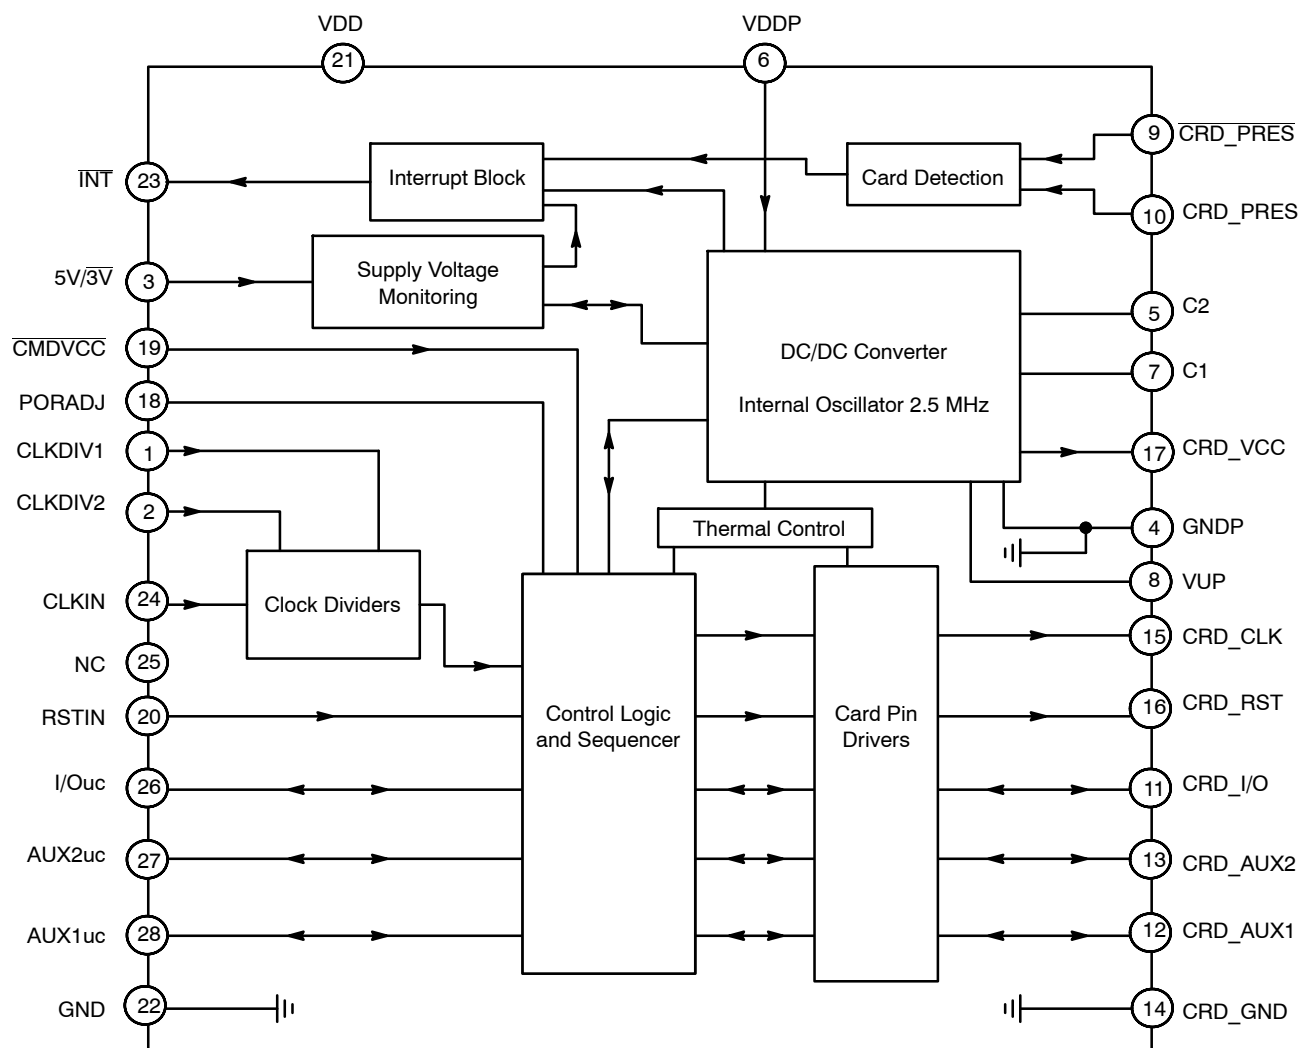 VDD
VDDP
21
6
INT
23
Interrupt Block
Card Detection
9
CRD_PRES
10
CRD_PRES
5V/3V
3
Supply Voltage
Monitoring
5
C2
CMDVCC
19
DC/DC Converter
Internal Oscillator 2.5 MHz
7
C1
PORADJ
18
CLKDIV1
1
17
CRD_VCC
CLKDIV2
2
Thermal Control
4
GNDP
8
VUP
CLKIN
24
Clock Dividers
15
CRD_CLK
NC
25
RSTIN
20
Control Logic
and Sequencer
Card Pin
Drivers
16
CRD_RST
I/Ouc
26
11
CRD_I/O
AUX2uc
27
13
CRD_AUX2
AUX1uc
28
12
CRD_AUX1
GND
22
14
CRD_GND